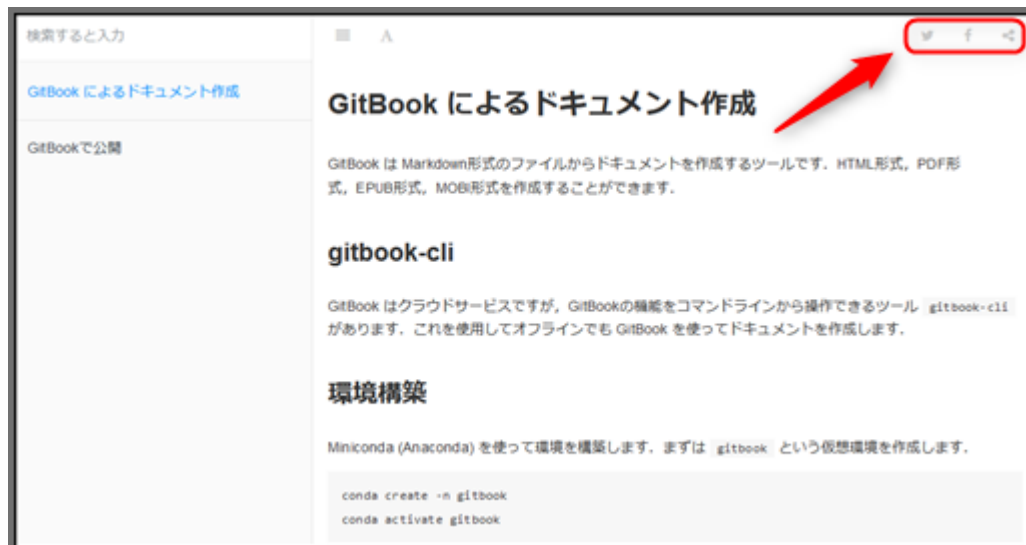 検索すると入力
A
GitBook によるドキュメント作成
GitBookで公開
GitBook によるドキュメント作成
GitBook は Markdown形式のファイルからドキュメントを作成するツールです．HTML形式，PDF形
式，EPUB形式，MOBI形式を作成することができます．
gitbook-cli
GitBook はクラウドサービスですが，GitBookの機能をコマンドラインから操作できるツール gitbook-cli
があります．これを使用してオフラインでも GitBook を使ってドキュメントを作成します．
環境構築
Miniconda (Anaconda) を使って環境を構築します．まずは gitbook という仮想環境を作成します．
conda create -n gitbook
conda activate gitbook